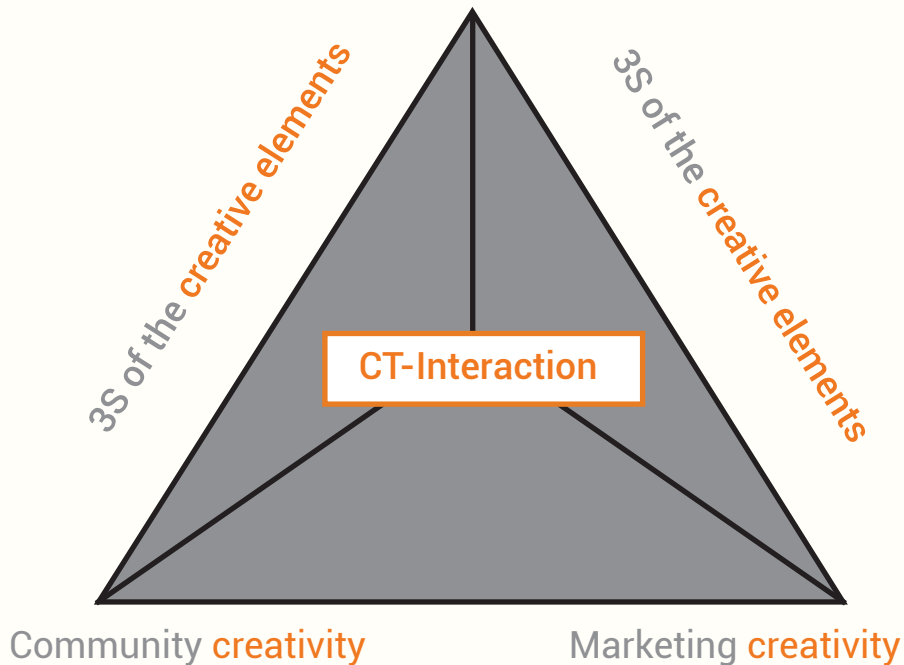 3S of the creative elements
3S of the creative elements
CT-Interaction
Community creativity
Marketing creativity